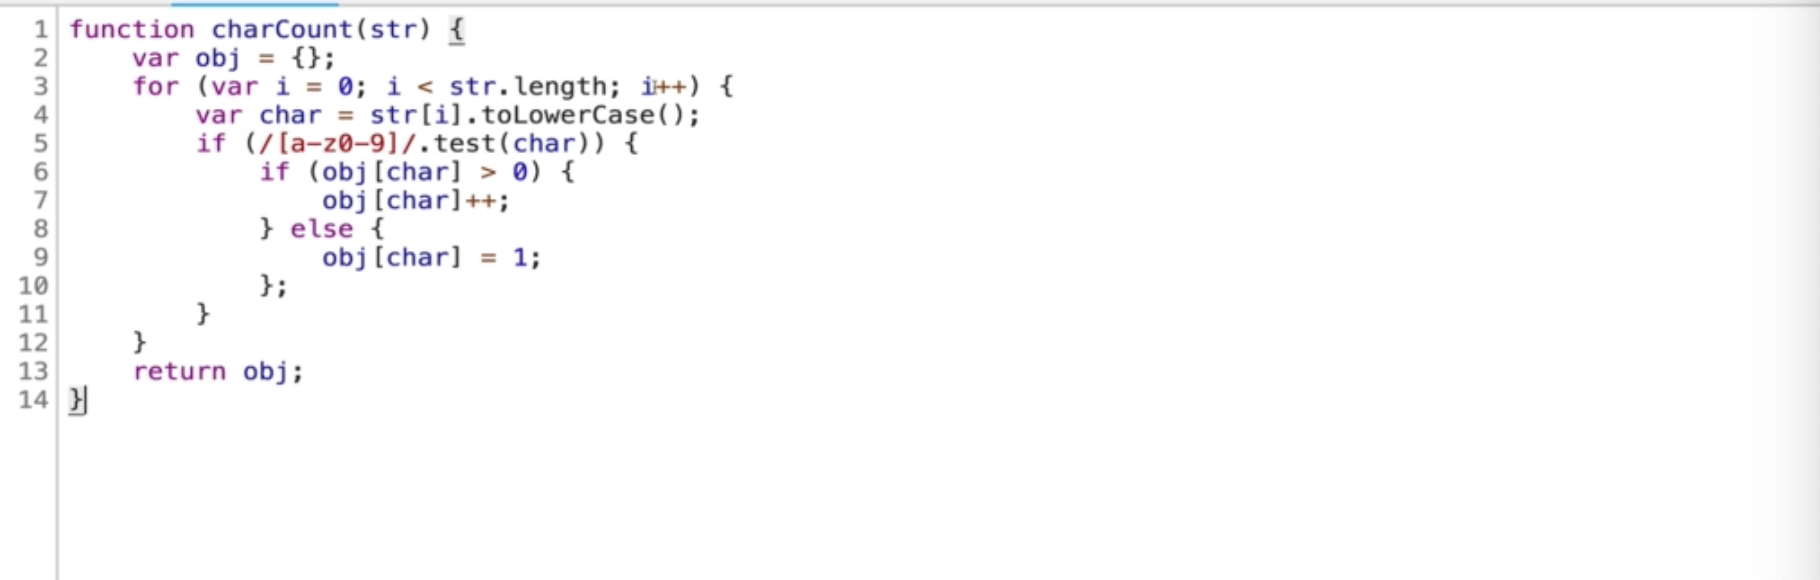 1 function charCount(str) {
2     var obj = {};
3     for (var i = 0; i < str.length; i++) {
4         var char = str[i].toLowerCase();
5         if (/[a-z0-9]/.test(char)) {
6             if (obj[char] > 0) {
7                 obj[char]++;
8             } else {
9                 obj[char] = 1;
10             };
11         }
12     }
13     return obj;
14 }